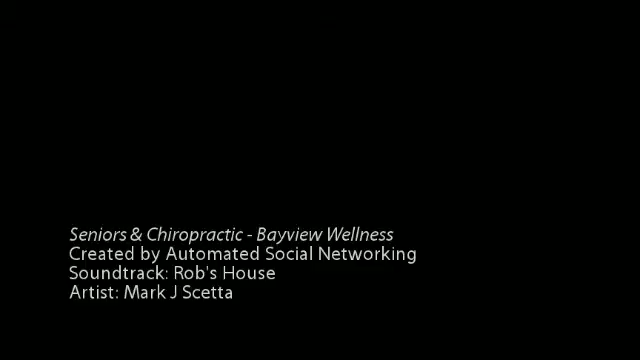 Seniors & Chiropractic - Bayview Wellness
Created by Automated Social Networking
Soundtrack: Rob's House
Artist: Mark J Scetta